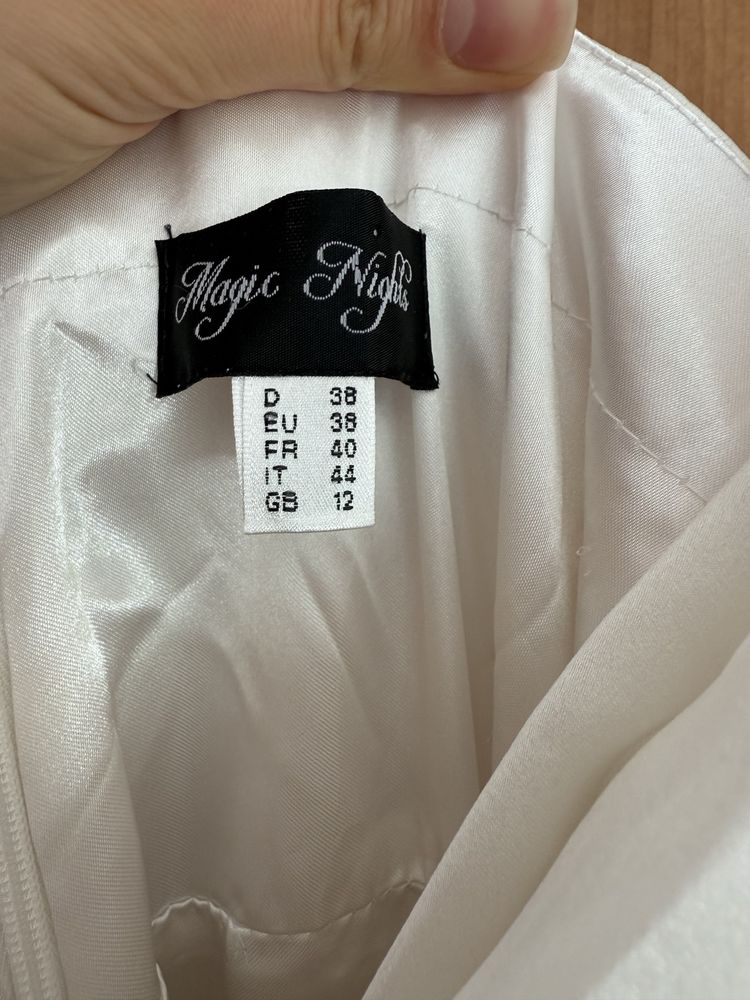 Magic Nights
D 38
EU 38
FR 40
IT 44
GB 12